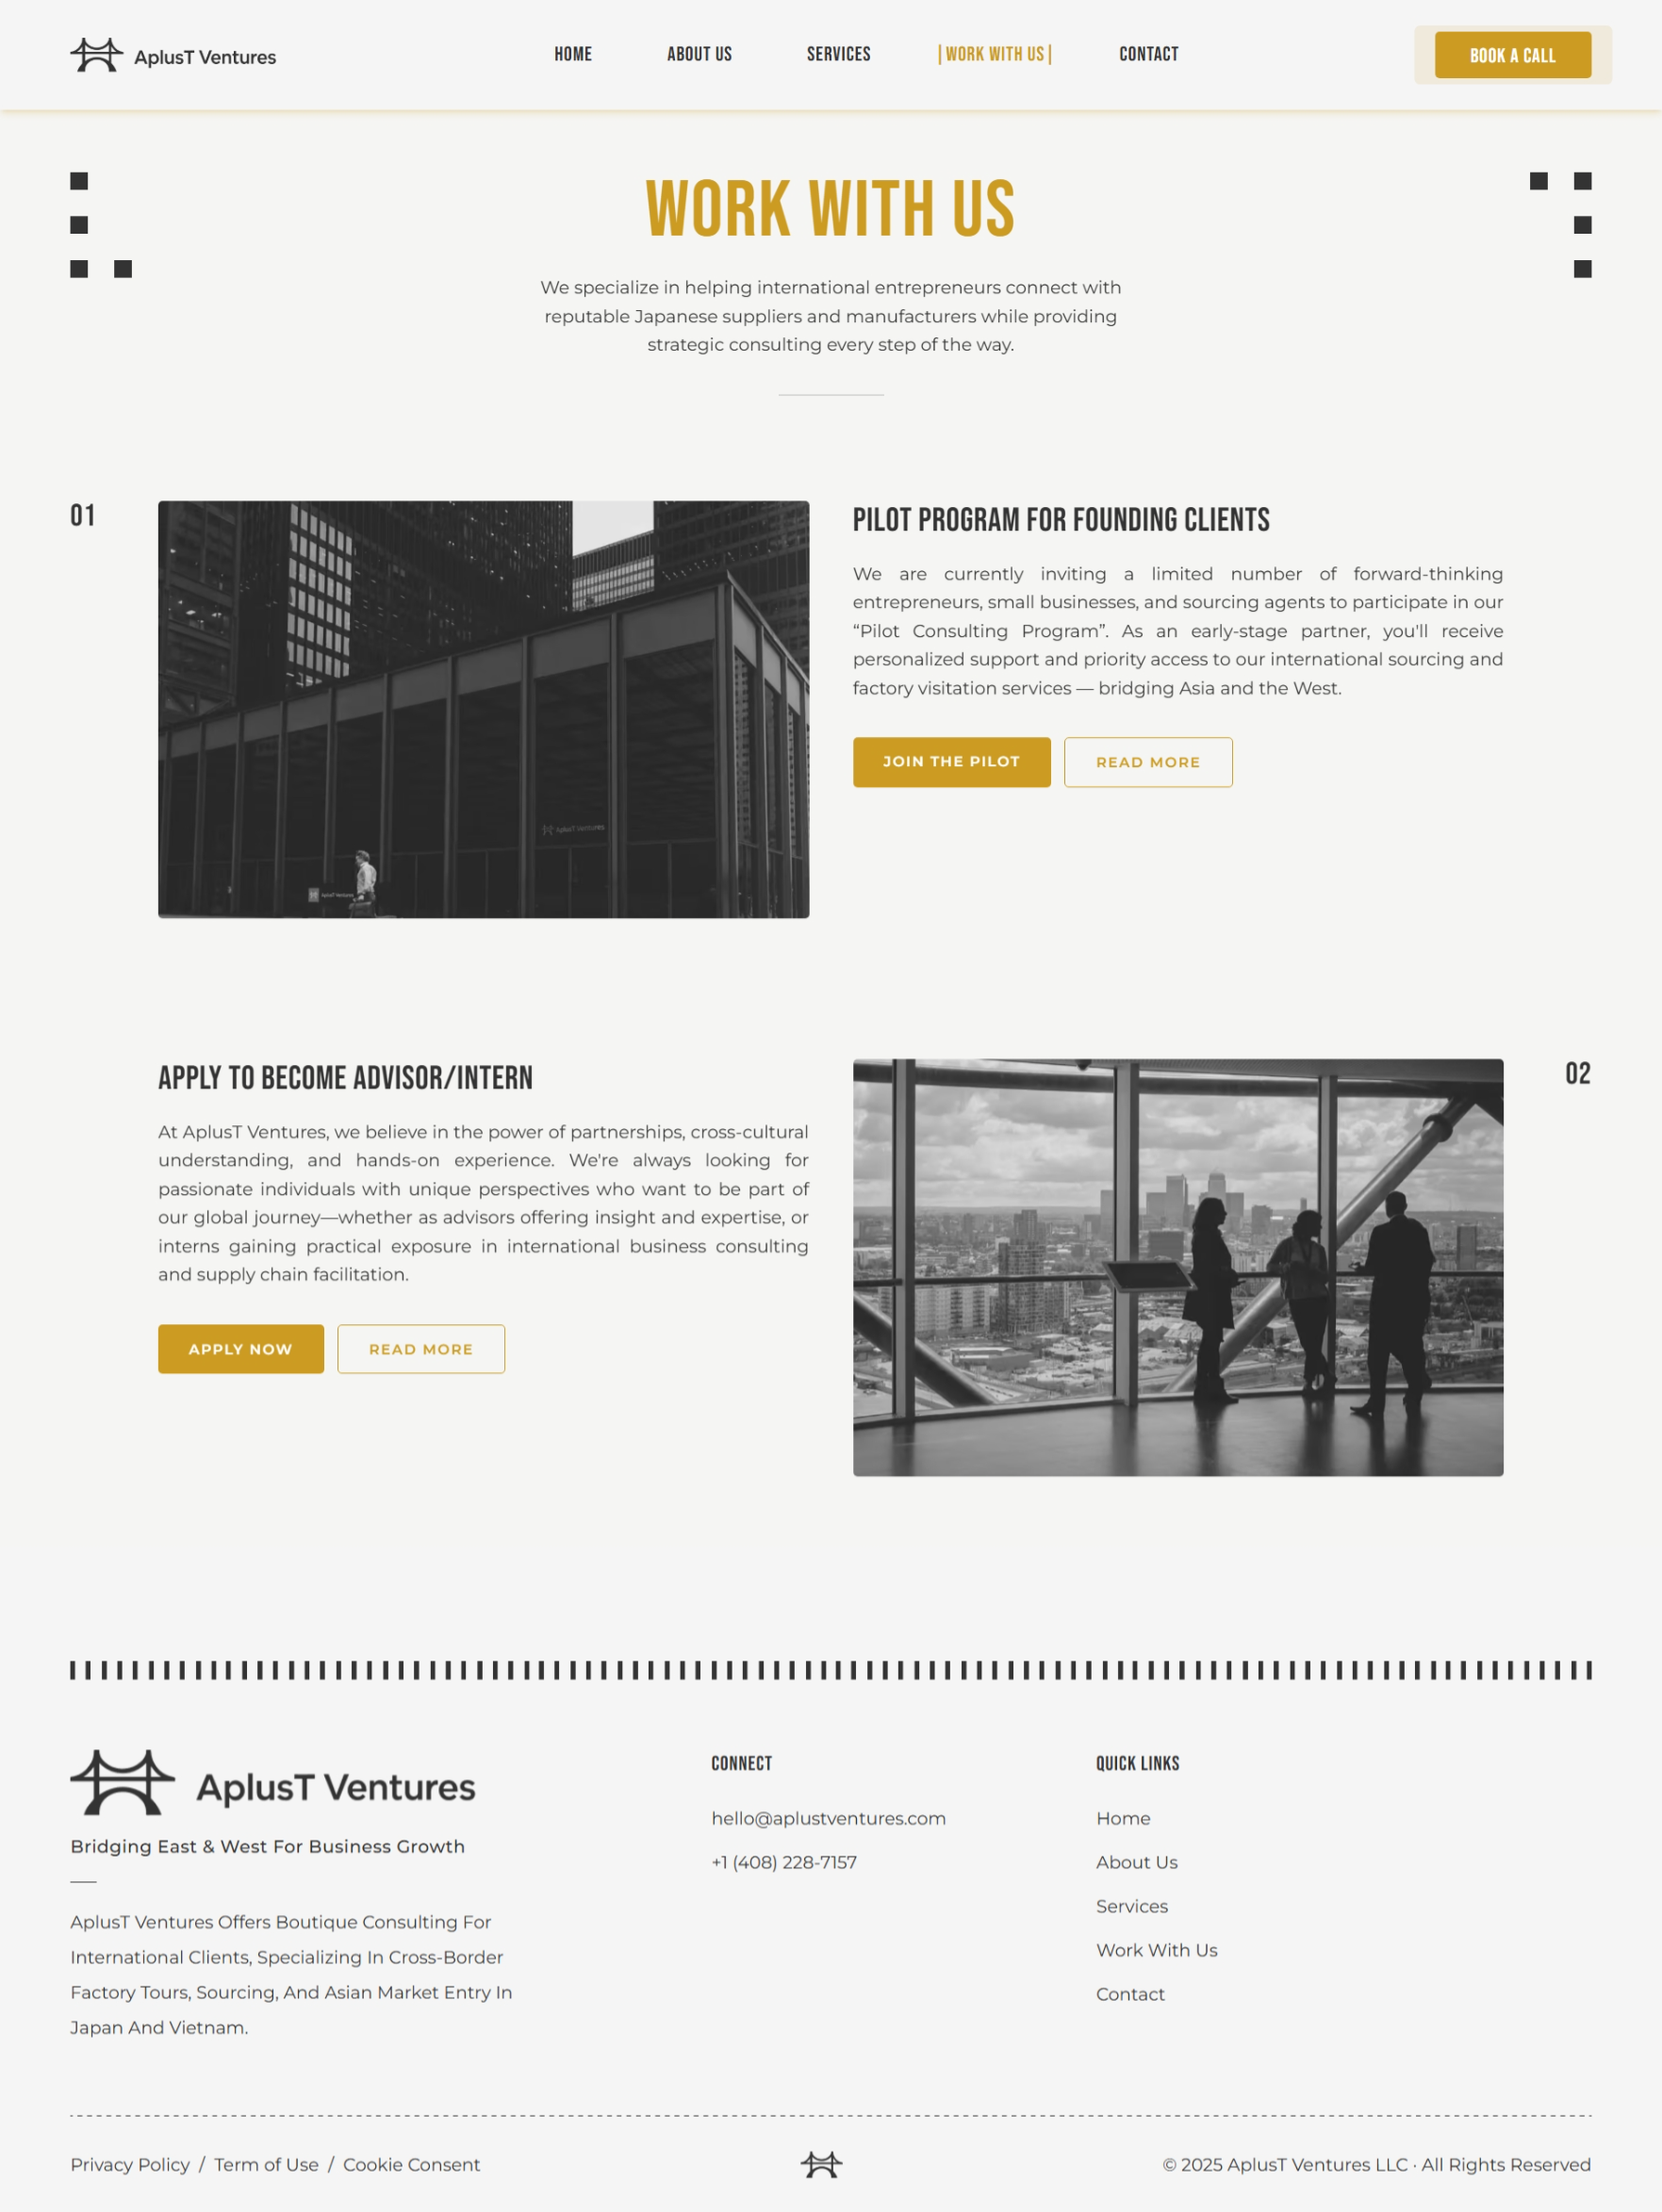 AplusT Ventures
HOME
ABOUT US
SERVICES
| WORK WITH US |
CONTACT
BOOK A CALL
WORK WITH US
We specialize in helping international entrepreneurs connect with
reputable Japanese suppliers and manufacturers while providing
strategic consulting every step of the way.
01
PILOT PROGRAM FOR FOUNDING CLIENTS
We are currently inviting a limited number of forward-thinking
entrepreneurs, small businesses, and sourcing agents to participate in our
“Pilot Consulting Program”. As an early-stage partner, you'll receive
personalized support and priority access to our international sourcing and
factory visitation services — bridging Asia and the West.
JOIN THE PILOT
READ MORE
AplusT Ventures
AplusT Ventures
APPLY TO BECOME ADVISOR/INTERN
At AplusT Ventures, we believe in the power of partnerships, cross-cultural
understanding, and hands-on experience. We're always looking for
passionate individuals with unique perspectives who want to be part of
our global journey—whether as advisors offering insight and expertise, or
interns gaining practical exposure in international business consulting
and supply chain facilitation.
APPLY NOW
READ MORE
02
AplusT Ventures
Bridging East & West For Business Growth
AplusT Ventures Offers Boutique Consulting For
International Clients, Specializing In Cross-Border
Factory Tours, Sourcing, And Asian Market Entry In
Japan And Vietnam.
CONNECT
hello@aplustventures.com
+1 (408) 228-7157
QUICK LINKS
Home
About Us
Services
Work With Us
Contact
Privacy Policy / Term of Use / Cookie Consent
© 2025 AplusT Ventures LLC · All Rights Reserved